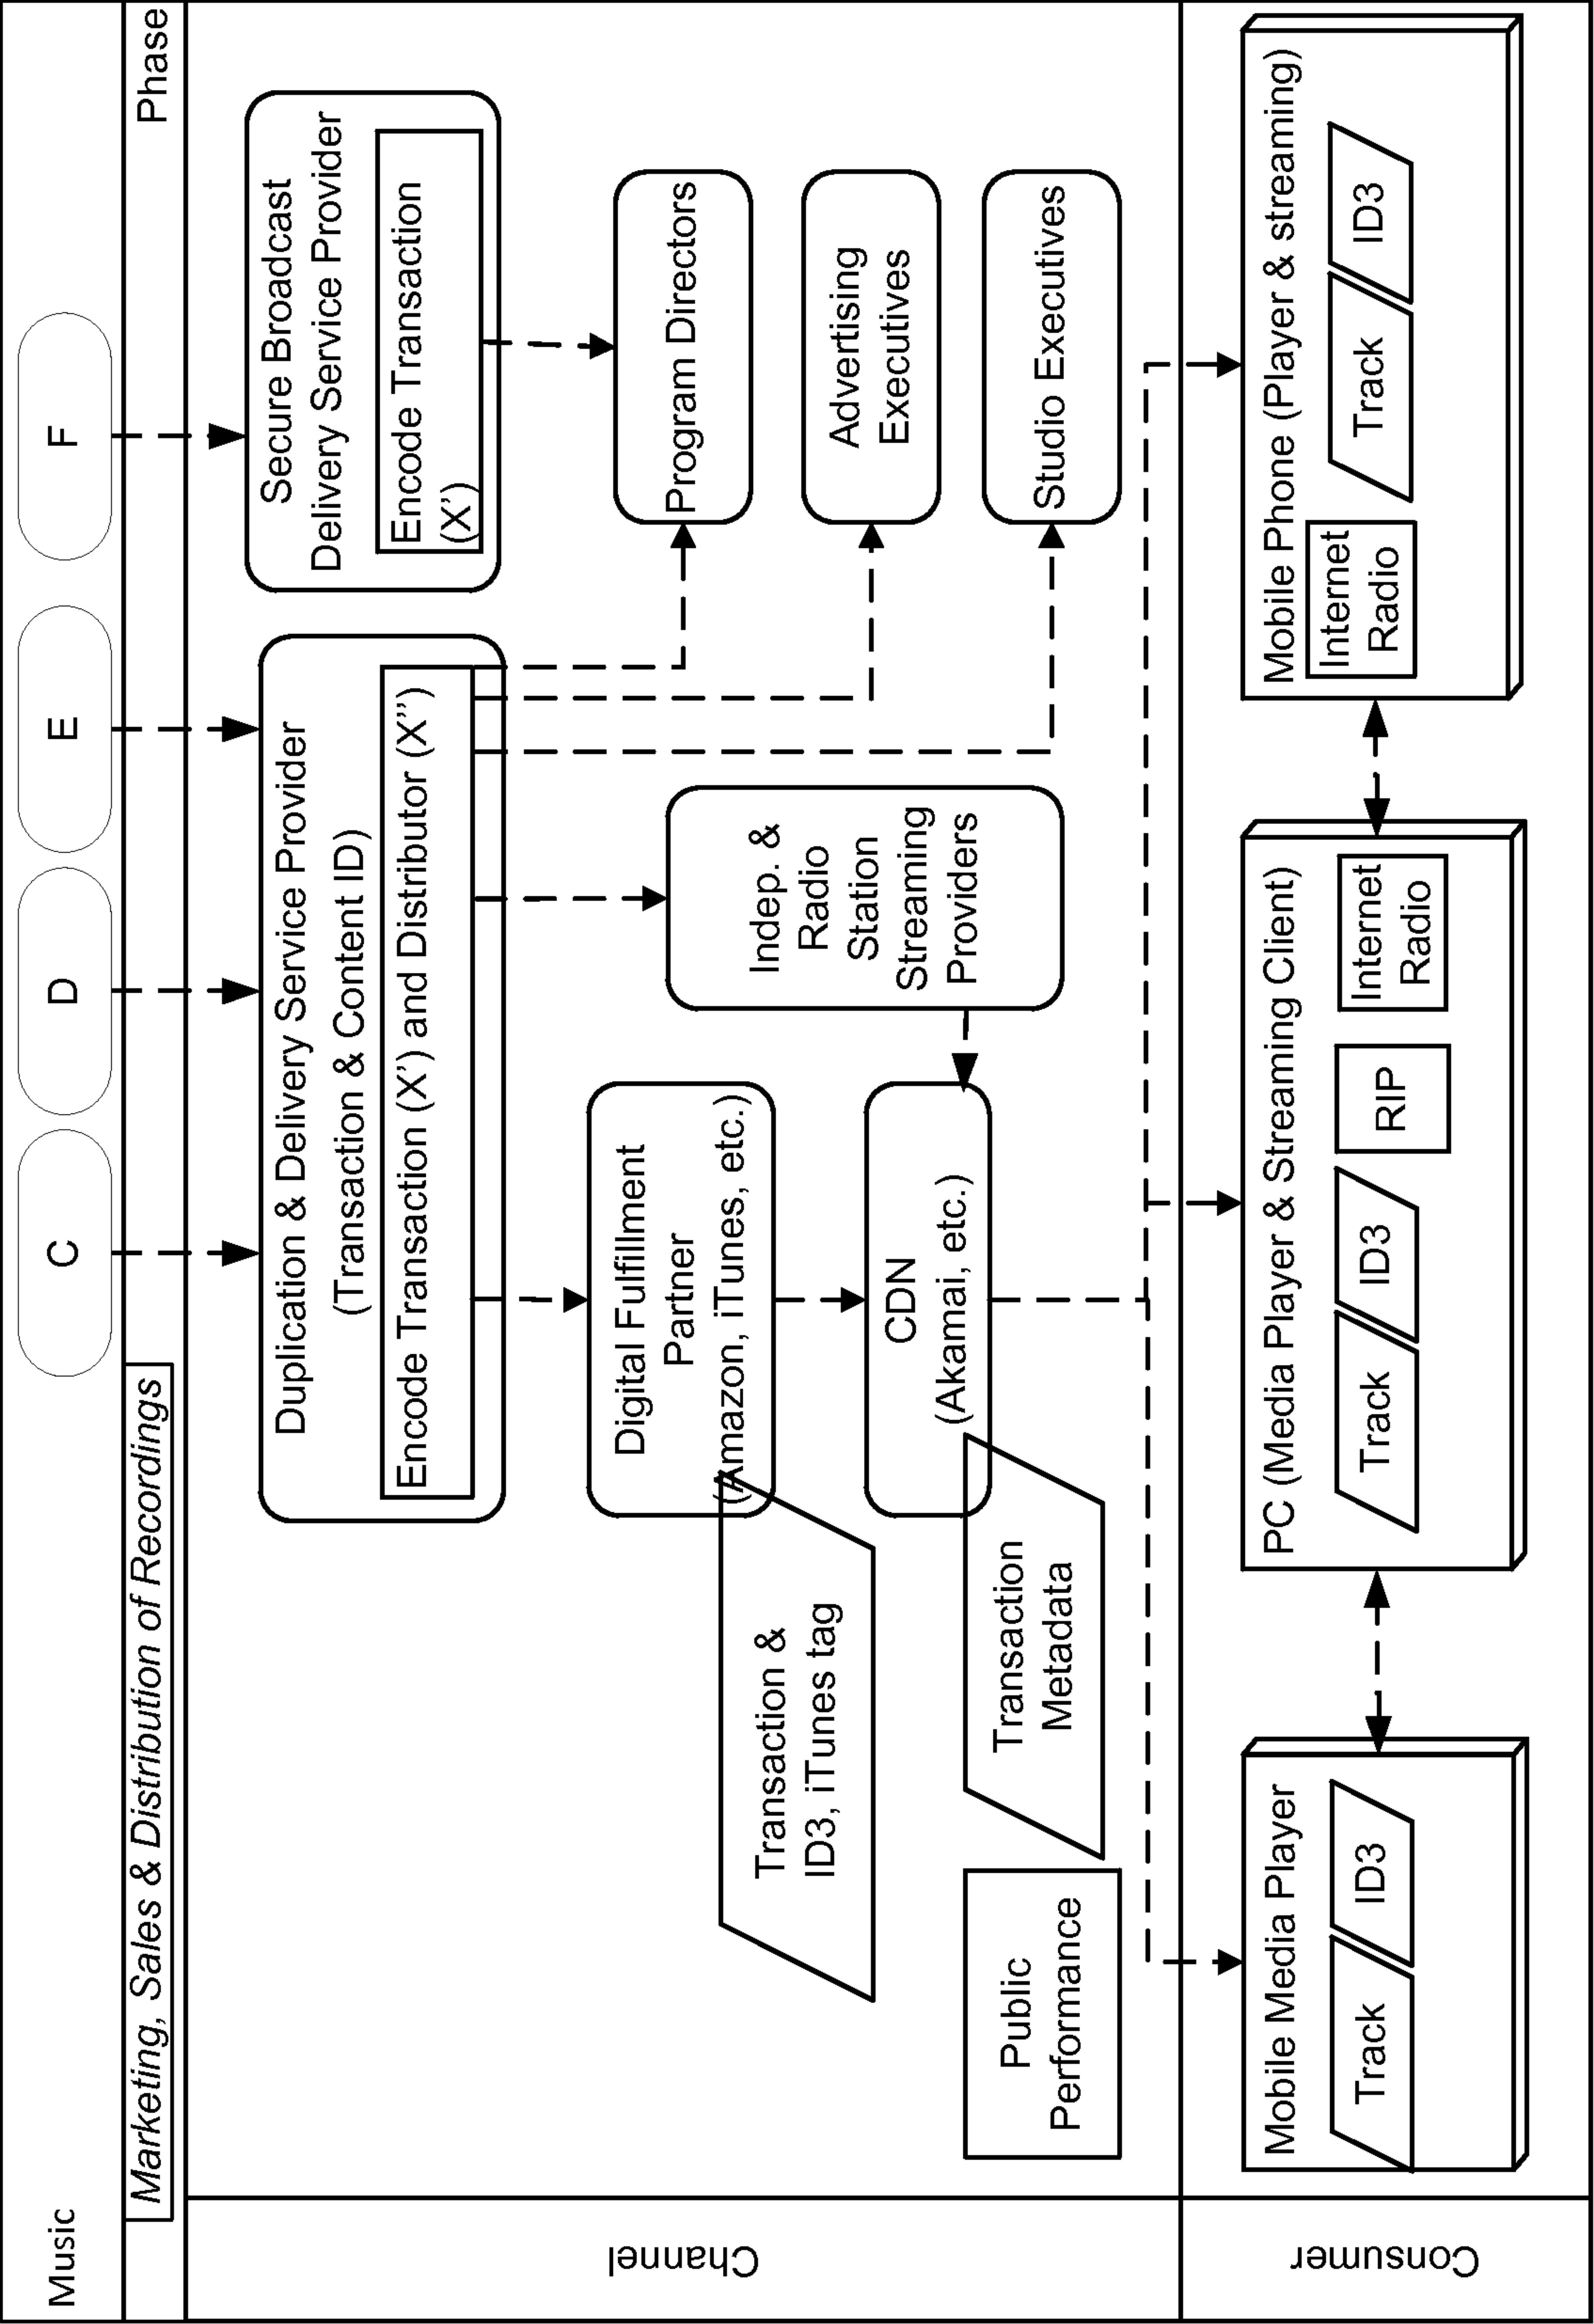 Music
C
D
E
F
Marketing, Sales & Distribution of Recordings
Phase
Channel
Duplication & Delivery Service Provider
(Transaction & Content ID)
Encode Transaction (X') and Distributor (X'')
Secure Broadcast
Delivery Service Provider
Encode Transaction
(X')
Digital Fulfillment
Partner
(Amazon, iTunes, etc.)
Transaction &
ID3, iTunes tag
Indep. &
Radio
Station
Streaming
Providers
Program Directors
Advertising
Executives
Studio Executives
CDN
(Akamai, etc.)
Transaction
Metadata
Public
Performance
Consumer
Mobile Media Player
Track
ID3
PC (Media Player & Streaming Client)
Track
ID3
RIP
Internet
Radio
Mobile Phone (Player & streaming)
Internet
Radio
Track
ID3